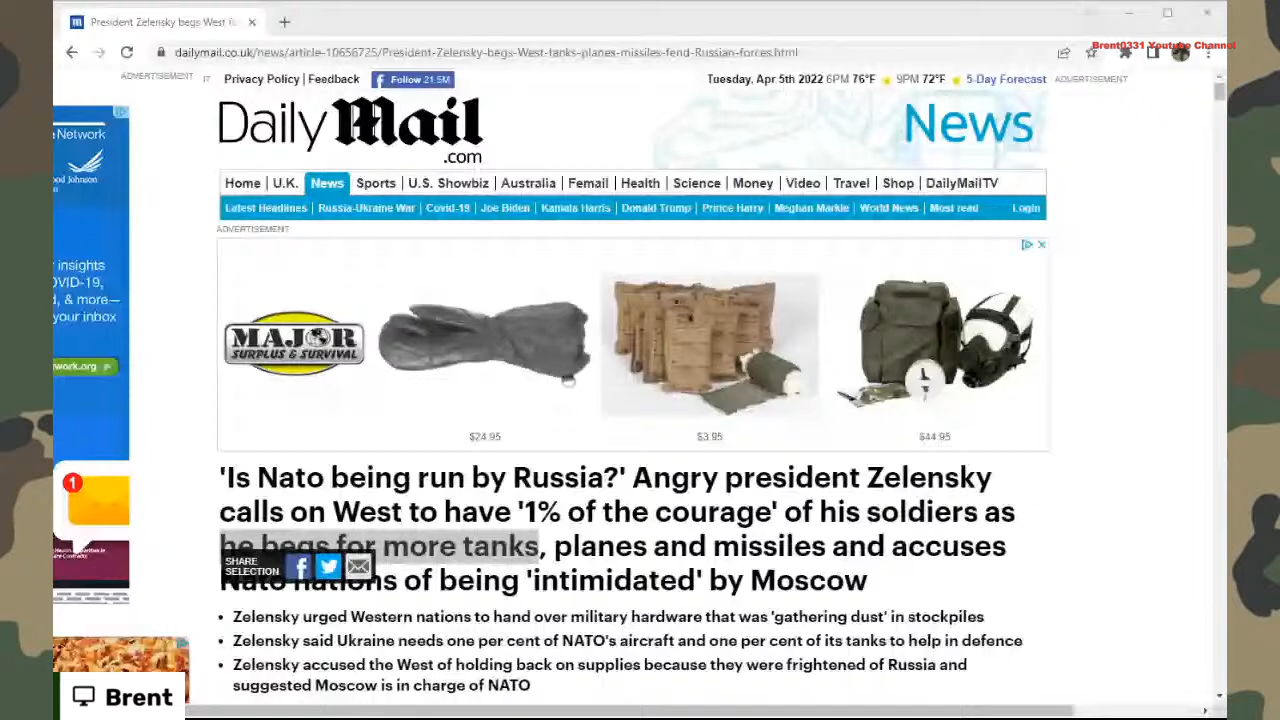 President Zelensky begs West f
dailymail.co.uk/news/article-10656725/President-Zelensky-begs-West-tanks-planes-missiles-fend-Russian-forces.html
Brent0331 Youtube Channel
ADVERTISEMENT
IT
Privacy Policy | Feedback
Follow 21.5M
Tuesday, Apr 5th 2022 6PM 76°F 9PM 72°F 5-Day Forecast
ADVERTISEMENT
Daily Mail
.com
News
Home | U.K. News Sports | U.S. Showbiz | Australia | Femail | Health | Science | Money | Video | Travel | Shop | DailyMailTV
Latest Headlines | Russia-Ukraine War | Covid-19 | Joe Biden | Kamala Harris | Donald Trump | Prince Harry | Meghan Markle | World News | Most read Login
ADVERTISEMENT
Network
ood Johnson
insights
OVID-19,
d, & more—
your inbox
work.org
1
MAJOR
SURPLUS & SURVIVAL
$24.95
$3.95
$44.95
'Is Nato being run by Russia?' Angry president Zelensky
calls on West to have '1% of the courage' of his soldiers as
he begs for more tanks, planes and missiles and accuses
Nato nations of being 'intimidated' by Moscow
SHARE
SELECTION
• Zelensky urged Western nations to hand over military hardware that was 'gathering dust' in stockpiles
• Zelensky said Ukraine needs one per cent of NATO's aircraft and one per cent of its tanks to help in defence
• Zelensky accused the West of holding back on supplies because they were frightened of Russia and
suggested Moscow is in charge of NATO
Brent